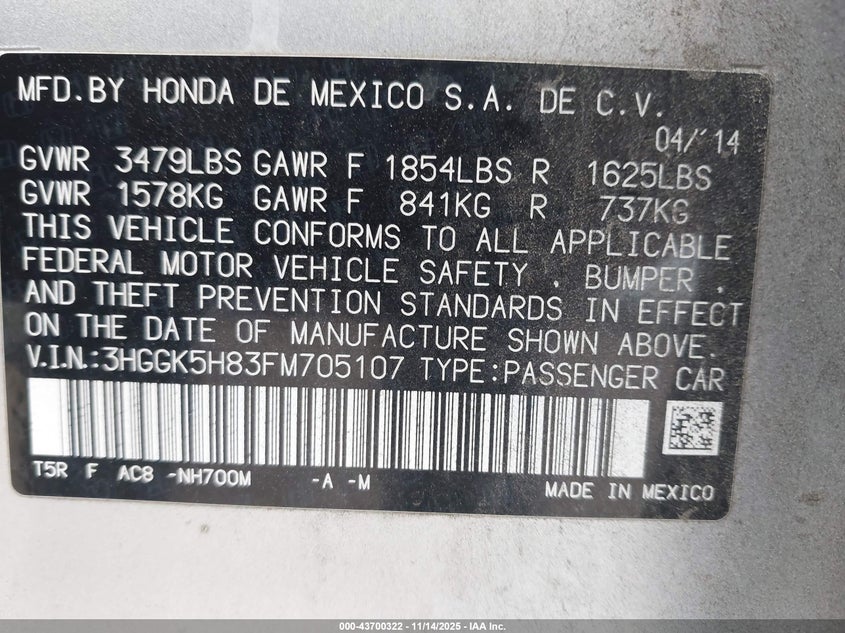 MFD.BY HONDA DE MEXICO S.A. DE C.V.
04/'14
GVWR 3479LBS GAWR F 1854LBS R 1625LBS
GVWR 1578KG GAWR F 841KG R 737KG
THIS VEHICLE CONFORMS TO ALL APPLICABLE
FEDERAL MOTOR VEHICLE SAFETY , BUMPER ,
AND THEFT PREVENTION STANDARDS IN EFFECT
ON THE DATE OF MANUFACTURE SHOWN ABOVE.
V.I.N.:3HGGK5H83FM705107 TYPE:PASSENGER CAR
T5R F AC8 -NH700M -A -M MADE IN MEXICO
000-43700322 | 11/14/2025 - IAA Inc.